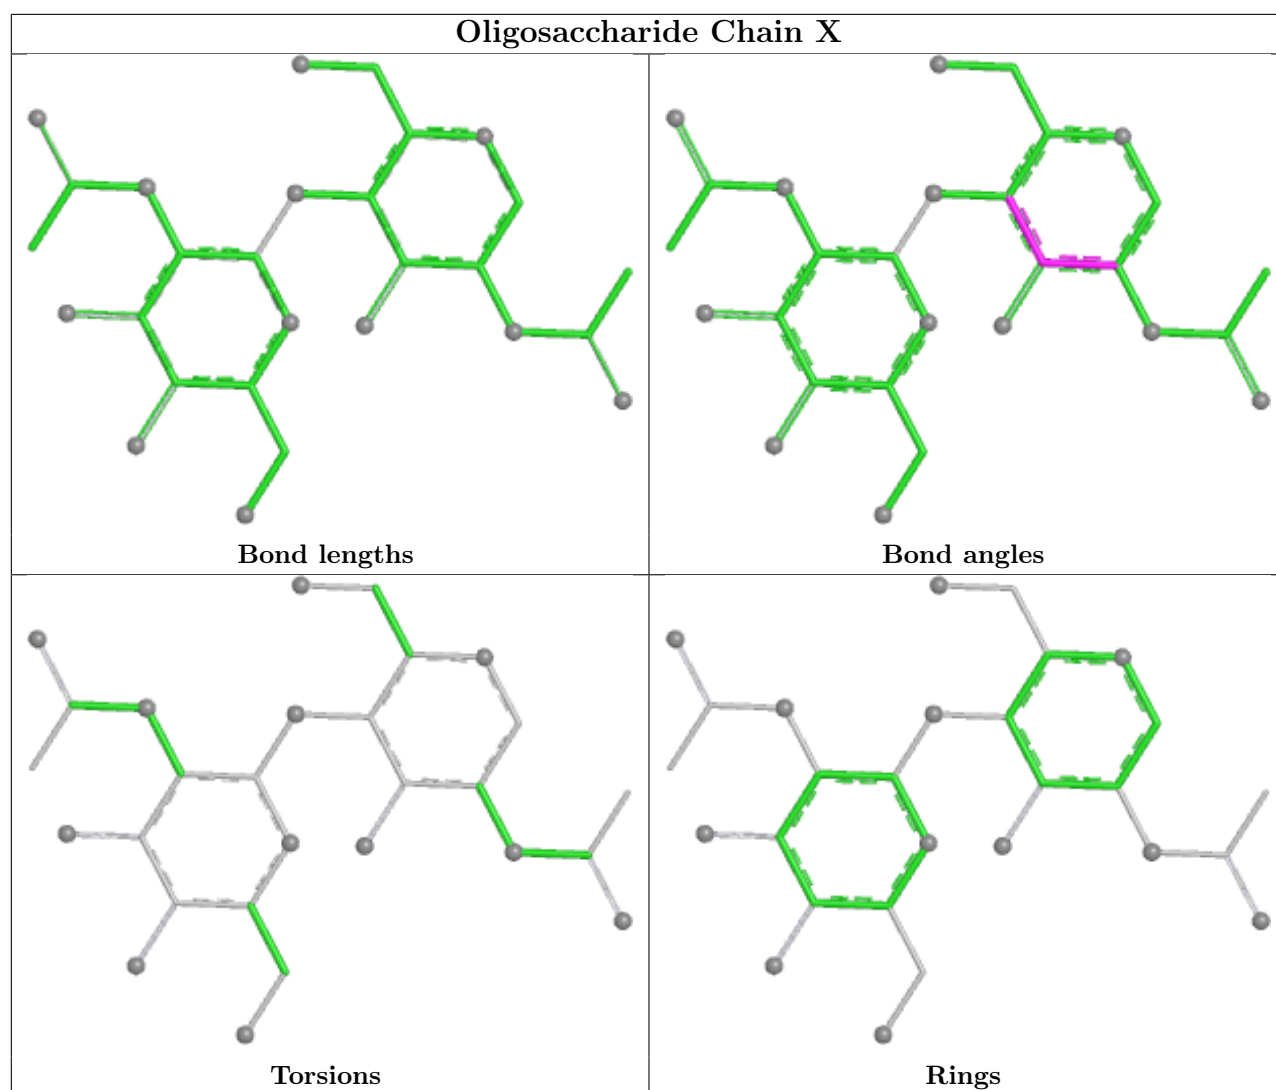 Oligosaccharide Chain X
Bond lengths
Bond angles
Torsions
Rings